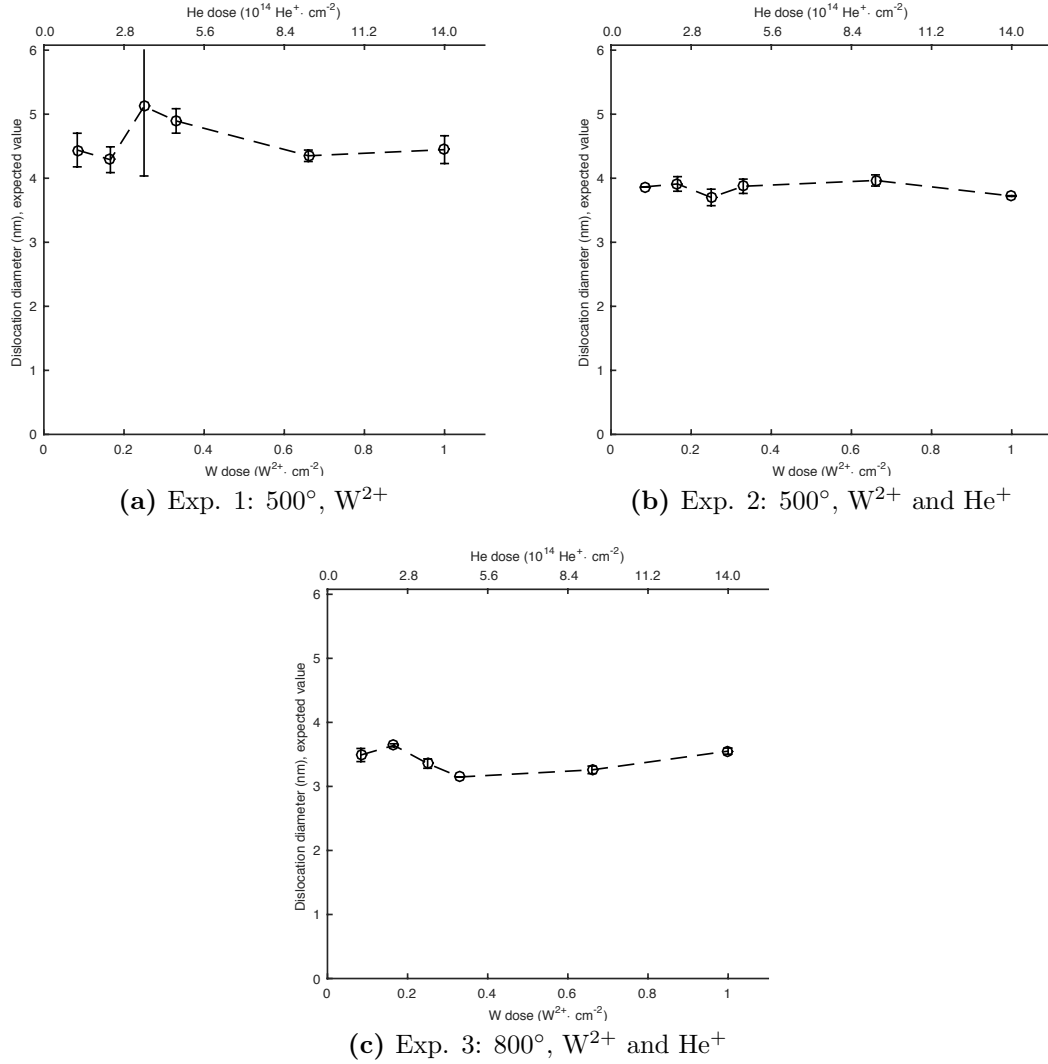 He dose (10^14 He^+· cm^-2)
0.0 2.8 5.6 8.4 11.2 14.0
6
5
4
3
2
1
0
Dislocation diameter (nm), expected value
0 0.2 0.4 0.6 0.8 1
W dose (W^2+· cm^-2)
(a) Exp. 1: 500°, W^2+
He dose (10^14 He^+· cm^-2)
0.0 2.8 5.6 8.4 11.2 14.0
6
5
4
3
2
1
0
Dislocation diameter (nm), expected value
0 0.2 0.4 0.6 0.8 1
W dose (W^2+· cm^-2)
(b) Exp. 2: 500°, W^2+ and He^+
He dose (10^14 He^+· cm^-2)
0.0 2.8 5.6 8.4 11.2 14.0
6
5
4
3
2
1
0
Dislocation diameter (nm), expected value
0 0.2 0.4 0.6 0.8 1
W dose (W^2+· cm^-2)
(c) Exp. 3: 800°, W^2+ and He^+